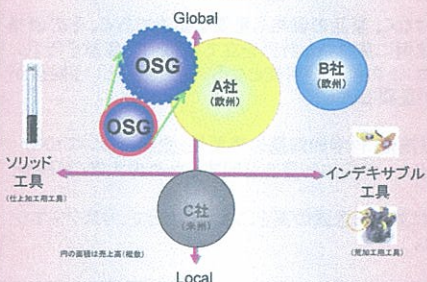 Global
OSG
A社
(欧州)
B社
(欧州)
OSG
ソリッド
工具
(仕上加工用工具)
インデキサブル
工具
(荒加工用工具)
C社
(米州)
円の面積は売上高(概数)
Local